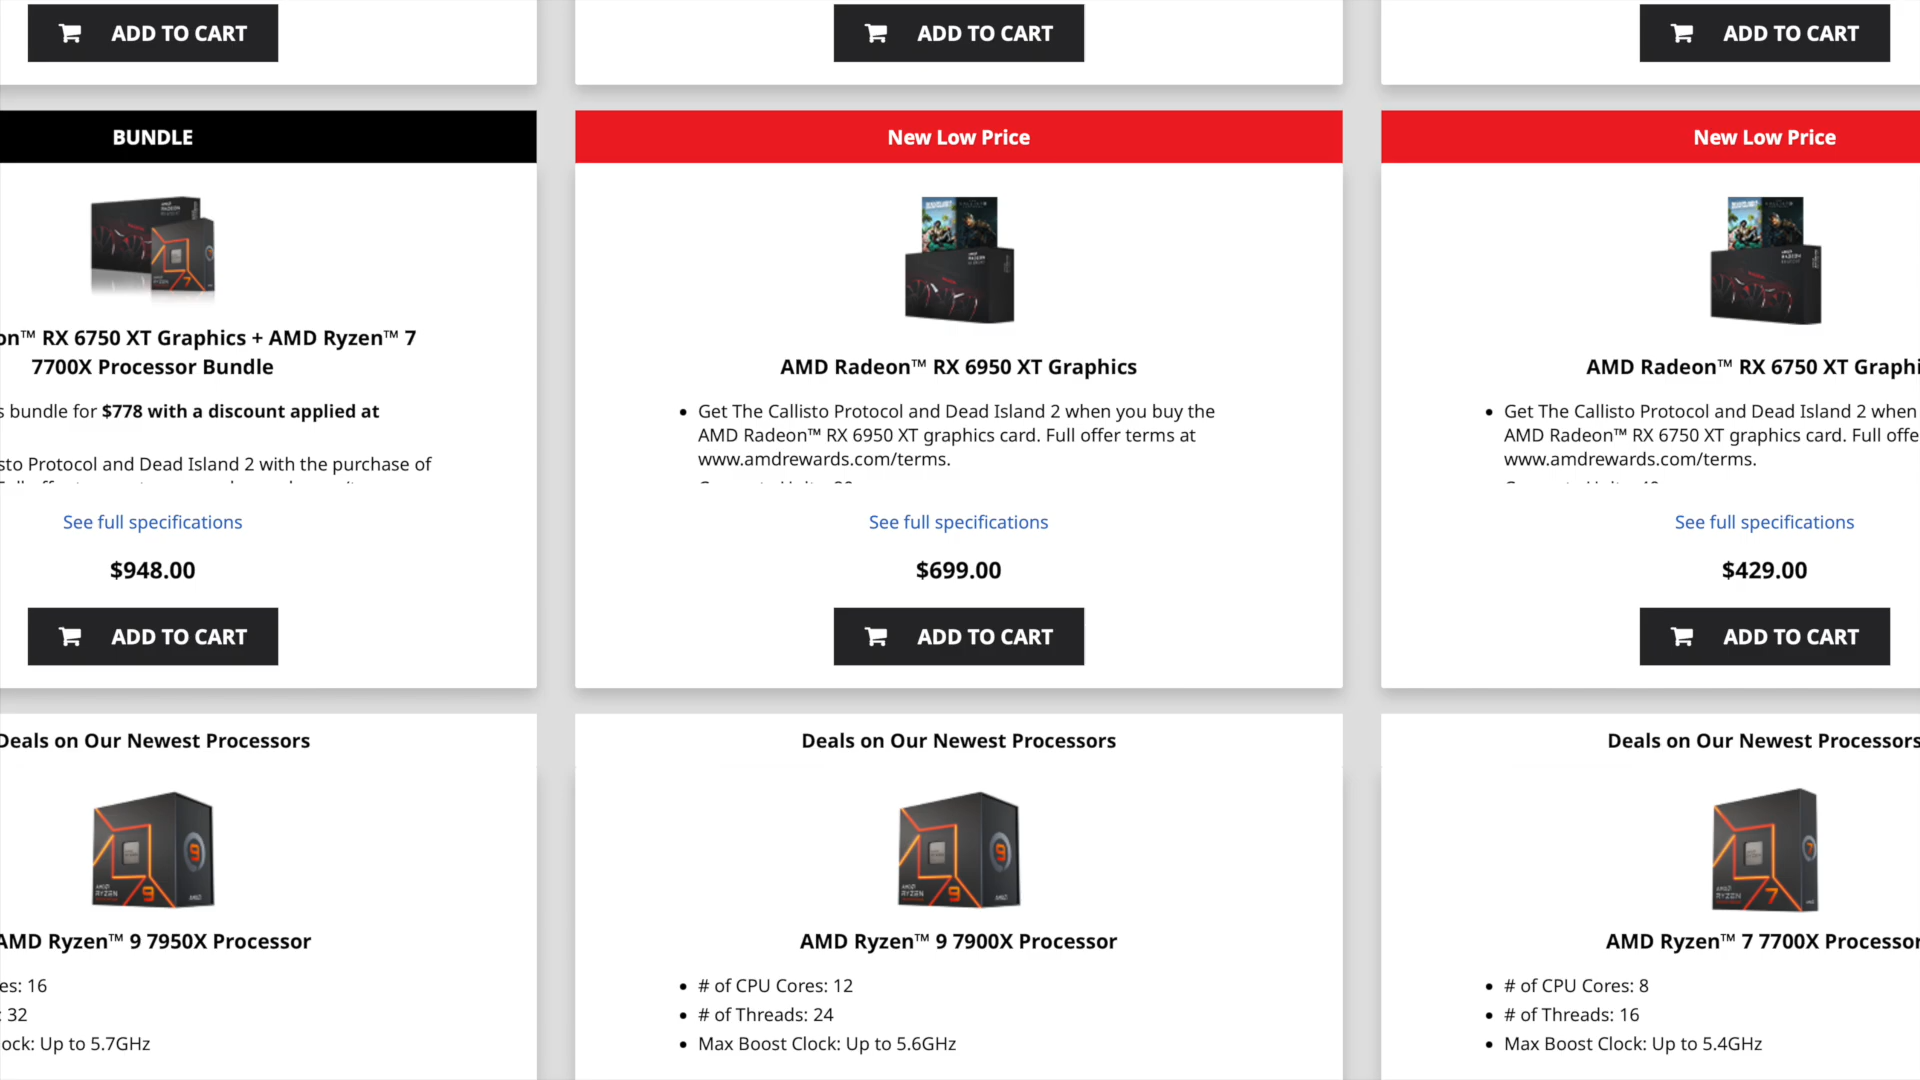 ADD TO CART
ADD TO CART
ADD TO CART
BUNDLE
New Low Price
New Low Price
on™ RX 6750 XT Graphics + AMD Ryzen™ 7
7700X Processor Bundle
s bundle for $778 with a discount applied at
sto Protocol and Dead Island 2 with the purchase of
See full specifications
$948.00
ADD TO CART
AMD Radeon™ RX 6950 XT Graphics
• Get The Callisto Protocol and Dead Island 2 when you buy the
AMD Radeon™ RX 6950 XT graphics card. Full offer terms at
www.amdrewards.com/terms.
See full specifications
$699.00
ADD TO CART
AMD Radeon™ RX 6750 XT Graphi
• Get The Callisto Protocol and Dead Island 2 when
AMD Radeon™ RX 6750 XT graphics card. Full offe
www.amdrewards.com/terms.
See full specifications
$429.00
ADD TO CART
Deals on Our Newest Processors
RYZEN
9
9
AMD Ryzen™ 9 7950X Processor
es: 16
: 32
ock: Up to 5.7GHz
Deals on Our Newest Processors
RYZEN
9
9
AMD Ryzen™ 9 7900X Processor
• # of CPU Cores: 12
• # of Threads: 24
• Max Boost Clock: Up to 5.6GHz
Deals on Our Newest Processors
RYZEN
7
7
AMD Ryzen™ 7 7700X Processor
• # of CPU Cores: 8
• # of Threads: 16
• Max Boost Clock: Up to 5.4GHz